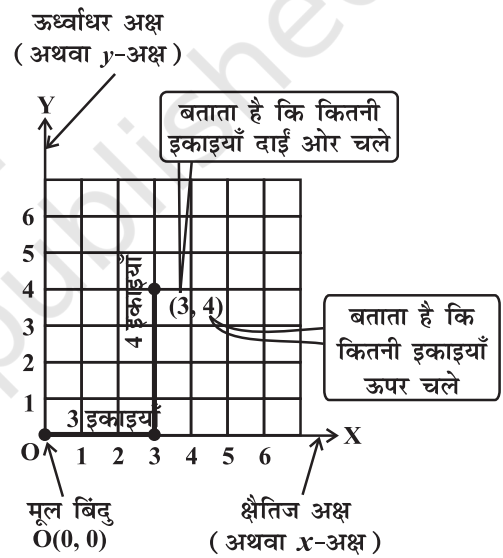 ऊर्ध्वाधर अक्ष
( अथवा y-अक्ष )
Y
बताता है कि कितनी
इकाइयाँ दाईं ओर चले
6
5
4
3
2
1
4 इकाइयाँ
(3, 4)
बताता है कि
कितनी इकाइयाँ
ऊपर चले
3 इकाइयाँ
O
1 2 3 4 5 6
X
मूल बिंदु
O(0, 0)
क्षैतिज अक्ष
( अथवा x-अक्ष )
publishe